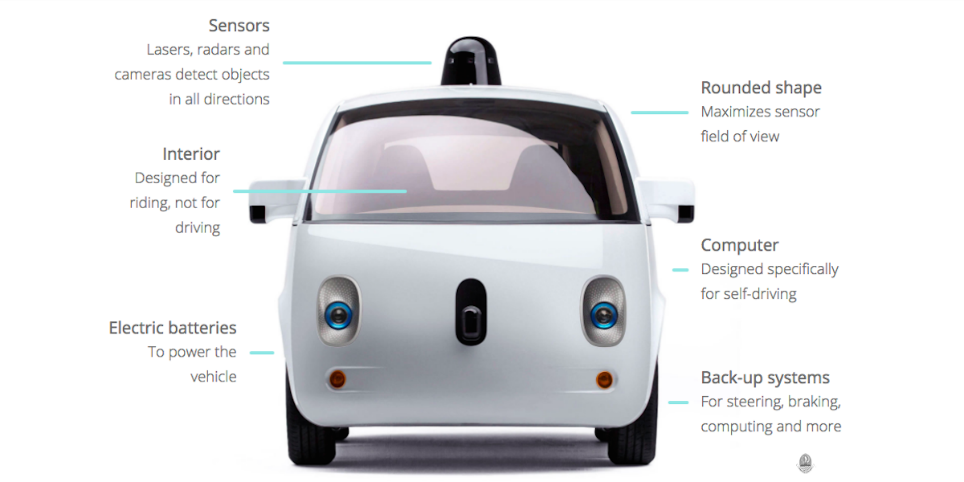 Sensors
Lasers, radars and
cameras detect objects
in all directions
Rounded shape
Maximizes sensor
field of view
Interior
Designed for
riding, not for
driving
Computer
Designed specifically
for self-driving
Electric batteries
To power the
vehicle
Back-up systems
For steering, braking,
computing and more